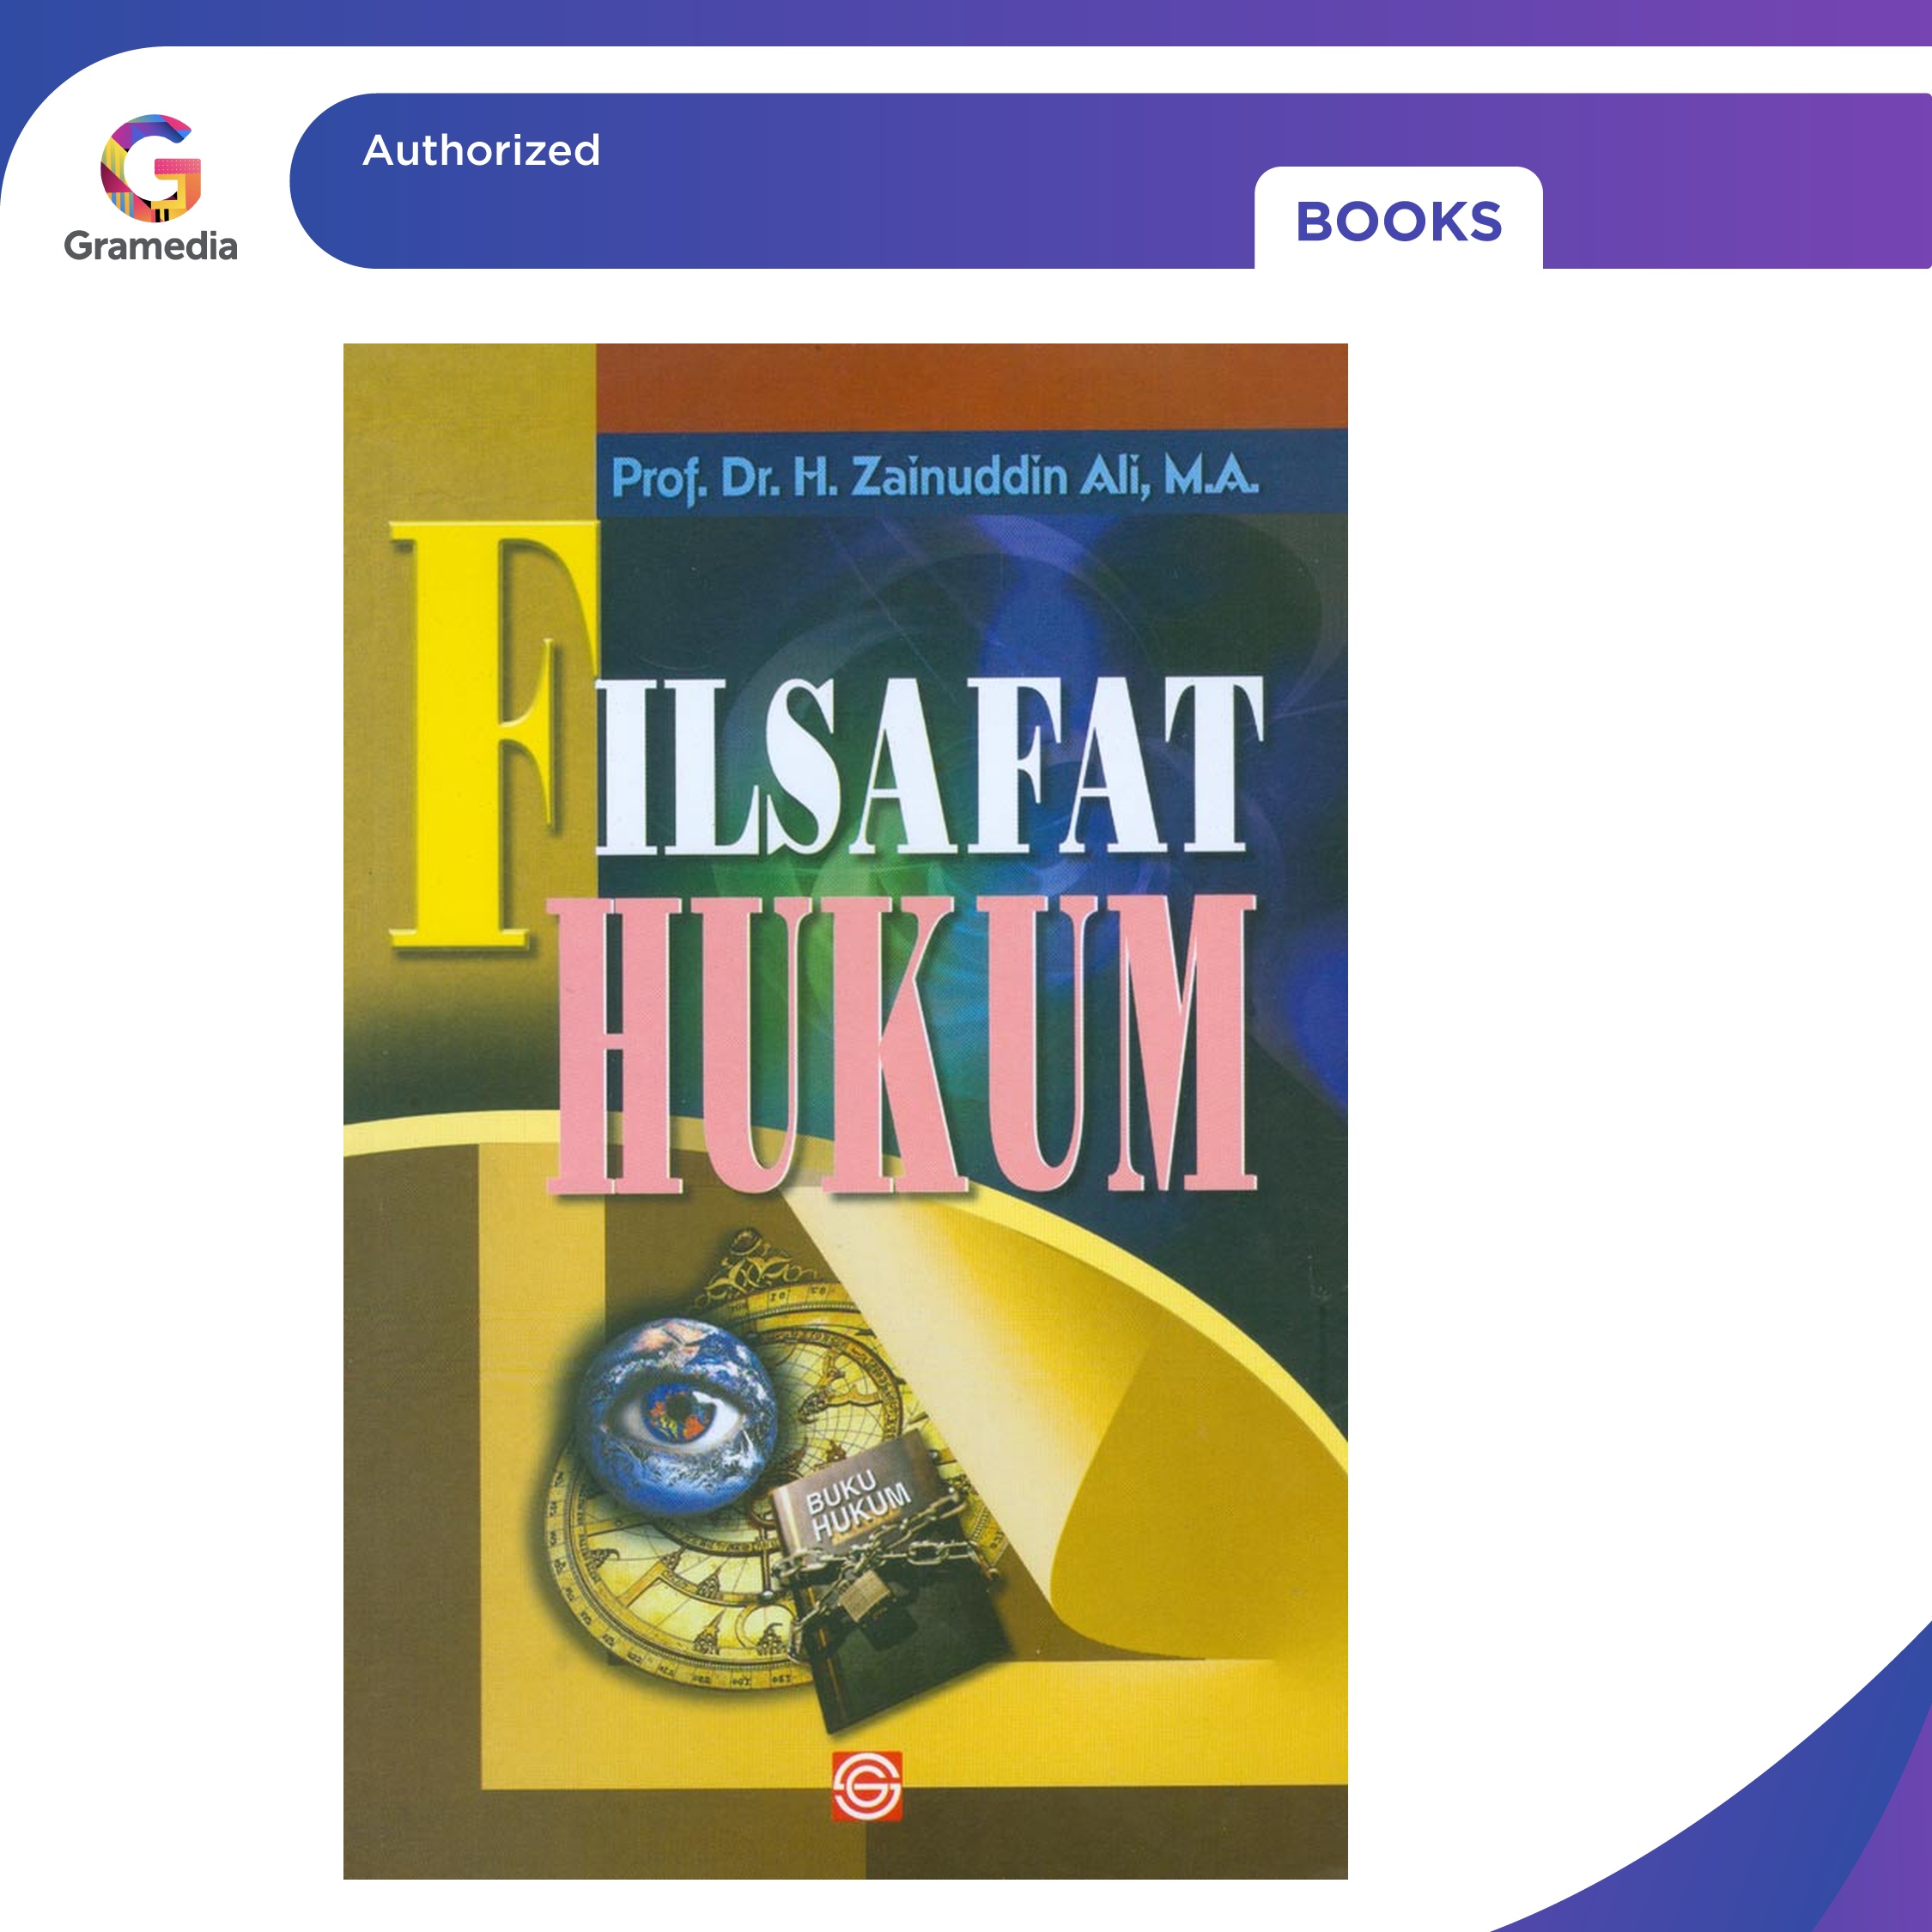 Authorized
BOOKS
Gramedia
Prof. Dr. H. Zainuddin Ali, M.A.
FILSAFAT
HUKUM
BUKU
HUKUM